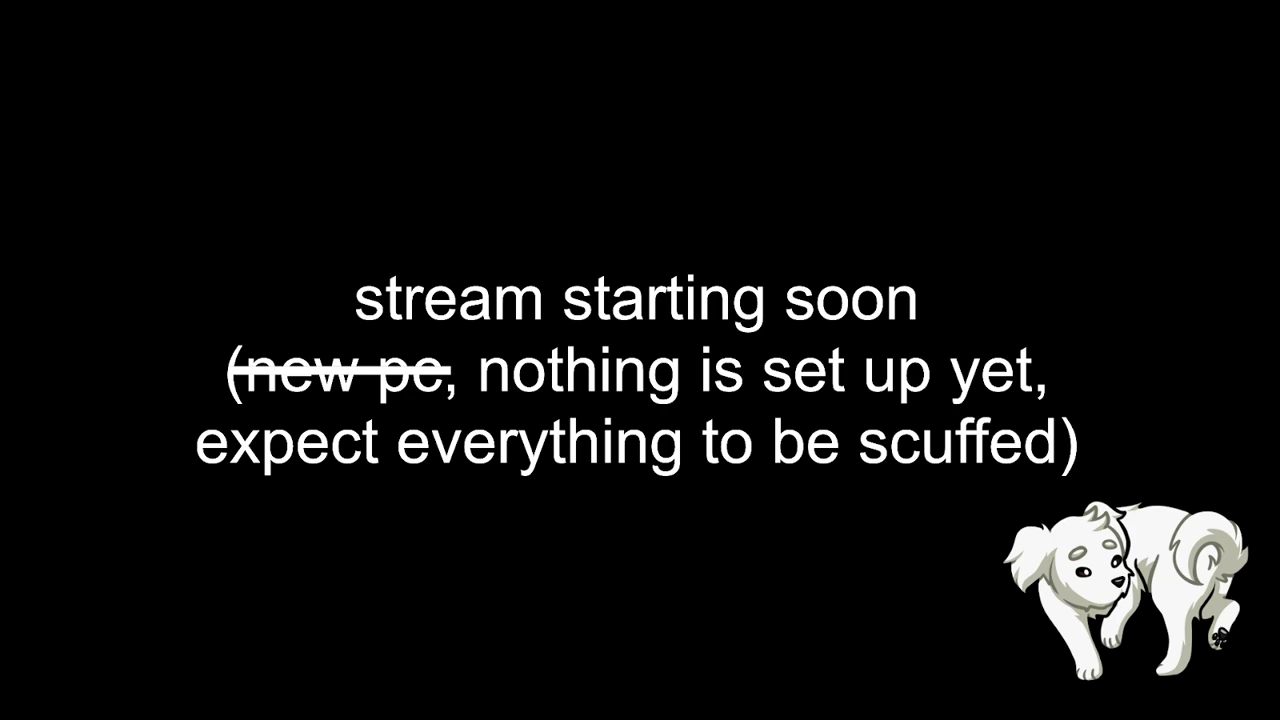 stream starting soon
(new pc, nothing is set up yet,
expect everything to be scuffed)